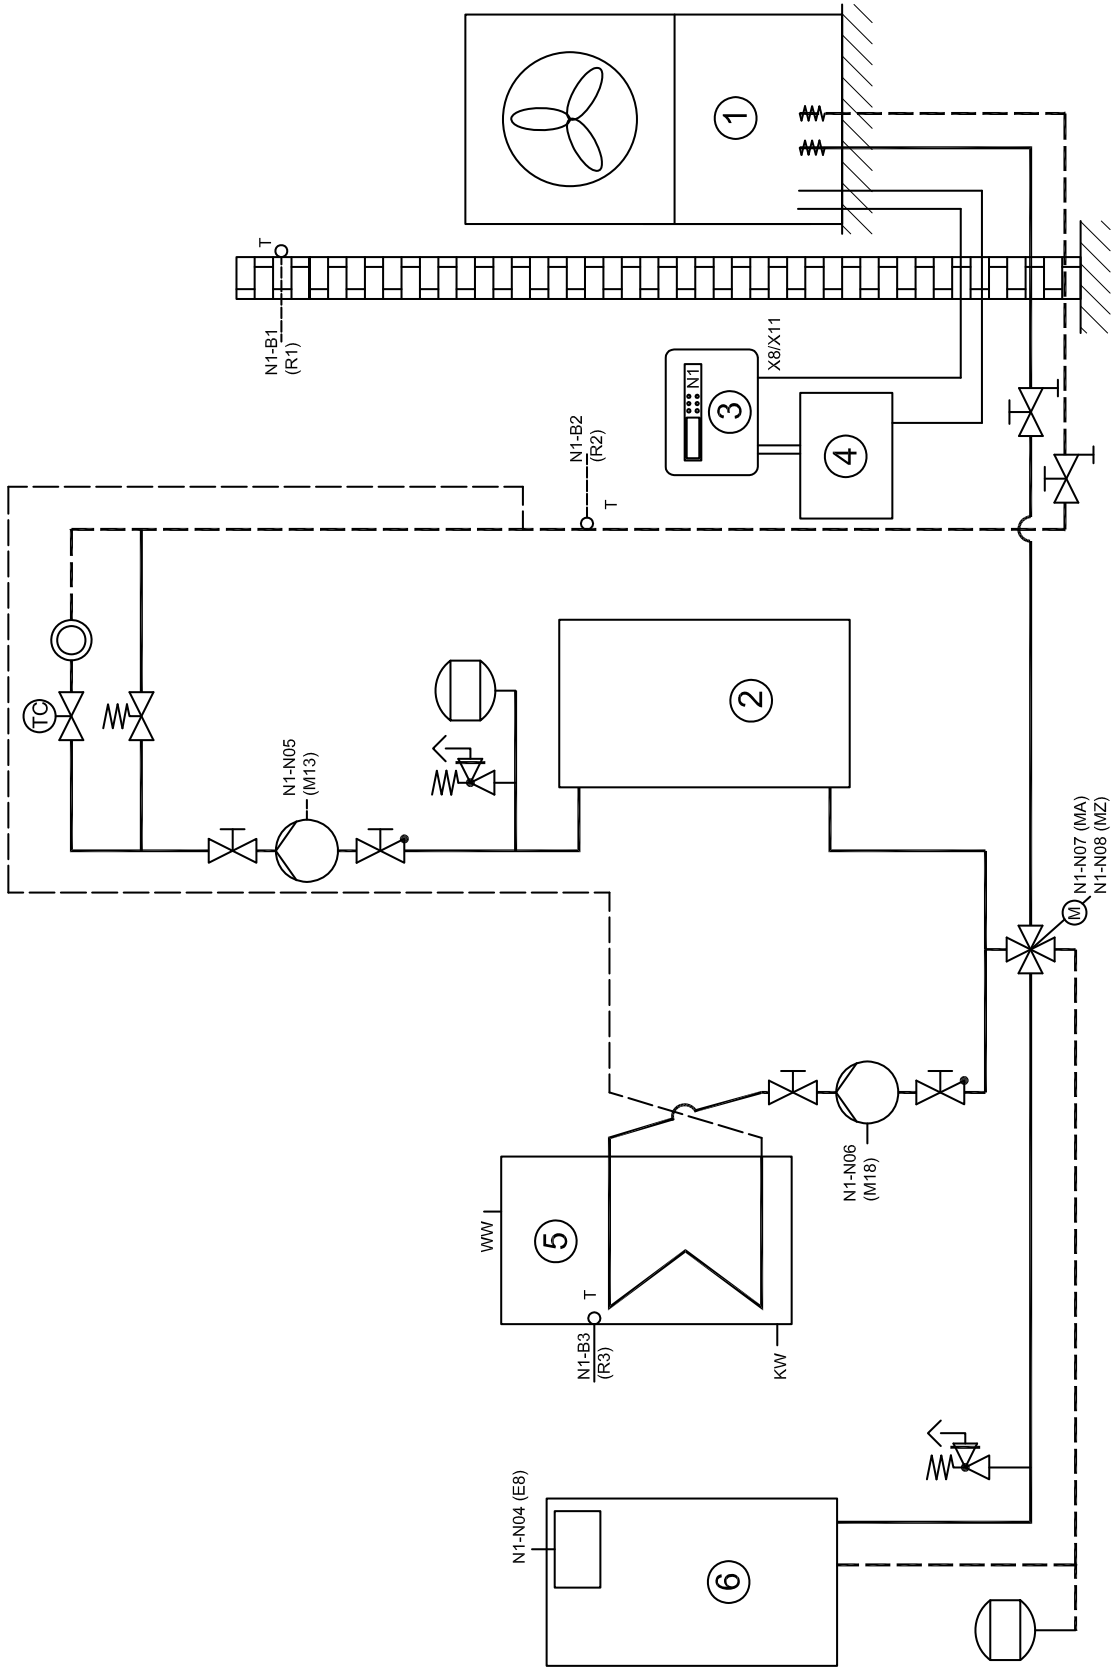 TC
T
N1-B1
(R1)
N1-N05
(M13)
WW
N1-N04 (E8)
5
N1-B3
(R3)
T
N1-B2
(R2)
T
N1
6
3
1
2
X8/X11
KW
4
N1-N06
(M18)
M
N1-N07 (MA)
N1-N08 (MZ)